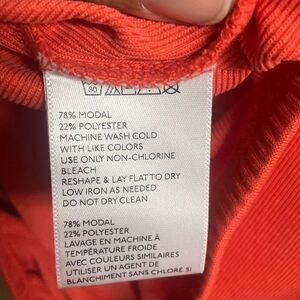 30
78% MODAL
22% POLYESTER
MACHINE WASH COLD
WITH LIKE COLORS
USE ONLY NON-CHLORINE
BLEACH
RESHAPE & LAY FLAT TO DRY
LOW IRON AS NEEDED
DO NOT DRY CLEAN
78% MODAL
22% POLYESTER
LAVAGE EN MACHINE À
TEMPÉRATURE FROIDE
AVEC COULEURS SIMILAIRES
UTILISER UN AGENT DE
BLANCHIMENT SANS CHLORE SI